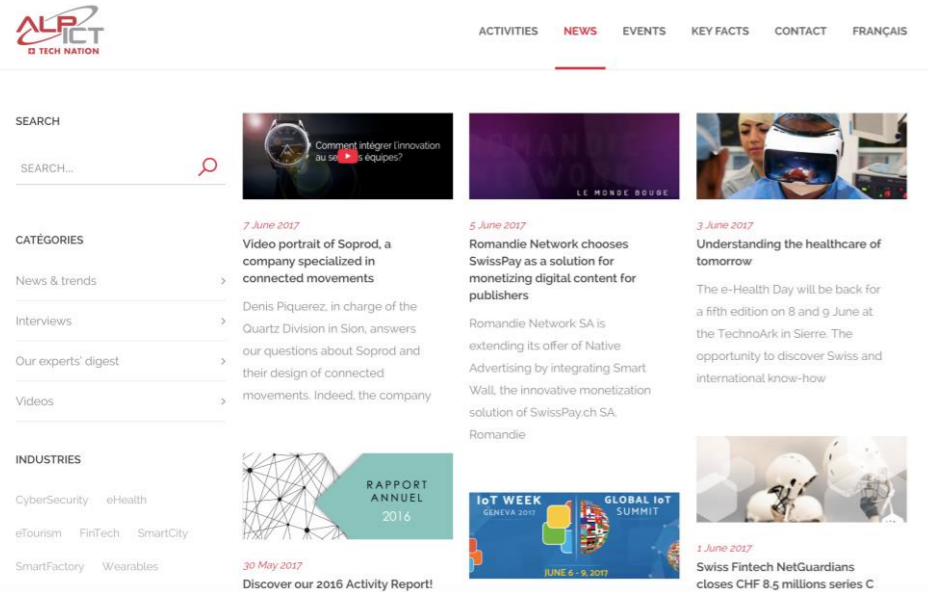 ALPICT
TECH NATION
ACTIVITIES
NEWS
EVENTS
KEY FACTS
CONTACT
FRANÇAIS
SEARCH
SEARCH...
CATÉGORIES
News & trends
Interviews
Our experts' digest
Videos
INDUSTRIES
CyberSecurity eHealth
eTourism FinTech SmartCity
SmartFactory Wearables
Comment intégrer l'innovation
au se s équipes?
7 June 2017
Video portrait of Soprod, a
company specialized in
connected movements
Denis Piquerez, in charge of the
Quartz Division in Sion, answers
our questions about Soprod and
their design of connected
movements. Indeed, the company
LE MONDE BOUGE
5 June 2017
Romandie Network chooses
SwissPay as a solution for
monetizing digital content for
publishers
Romandie Network SA is
extending its offer of Native
Advertising by integrating Smart
Wall, the innovative monetization
solution of SwissPay.ch SA.
Romandie
3 June 2017
Understanding the healthcare of
tomorrow
The e-Health Day will be back for
a fifth edition on 8 and 9 June at
the TechnoArk in Sierre. The
opportunity to discover Swiss and
international know-how
RAPPORT
ANNUEL
2016
30 May 2017
Discover our 2016 Activity Report!
IoT WEEK
GENEVA 2017
GLOBAL IoT
SUMMIT
JUNE 6 - 9, 2017
1 June 2017
Swiss Fintech NetGuardians
closes CHF 8.5 millions series C